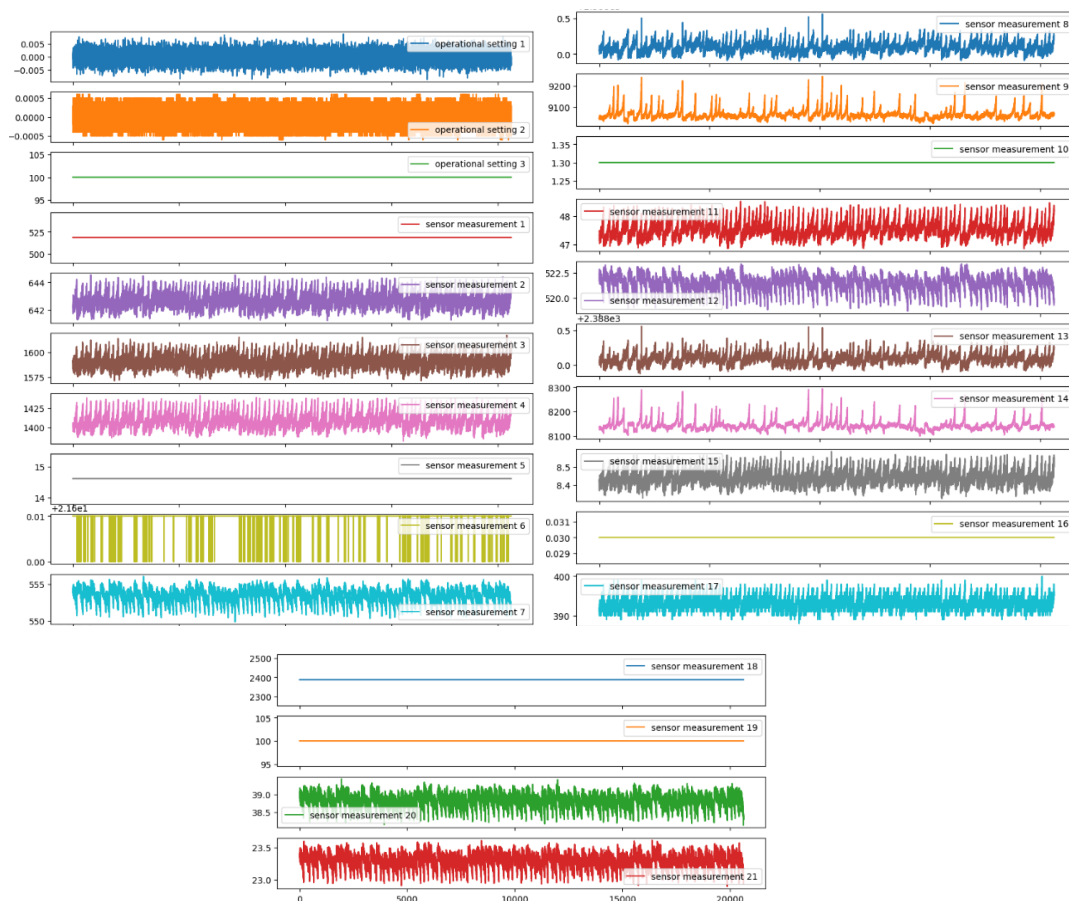 0.005
0.000
−0.005
operational setting 1
0.0005
0.0000
−0.0005
operational setting 2
105
100
95
operational setting 3
525
500
sensor measurement 1
644
642
sensor measurement 2
1600
1575
sensor measurement 3
1425
1400
sensor measurement 4
15
14
sensor measurement 5
+2.16e1
0.01
0.00
sensor measurement 6
555
550
sensor measurement 7
0.5
0.0
sensor measurement 8
9200
9100
sensor measurement 9
1.35
1.30
1.25
sensor measurement 10
48
47
sensor measurement 11
522.5
520.0
sensor measurement 12
+2.388e3
0.5
0.0
sensor measurement 13
8300
8200
8100
sensor measurement 14
8.5
8.4
sensor measurement 15
0.031
0.030
0.029
sensor measurement 16
400
390
sensor measurement 17
2500
2400
2300
sensor measurement 18
105
100
95
sensor measurement 19
39.0
38.5
sensor measurement 20
23.5
23.0
sensor measurement 21
0 5000 10000 15000 20000